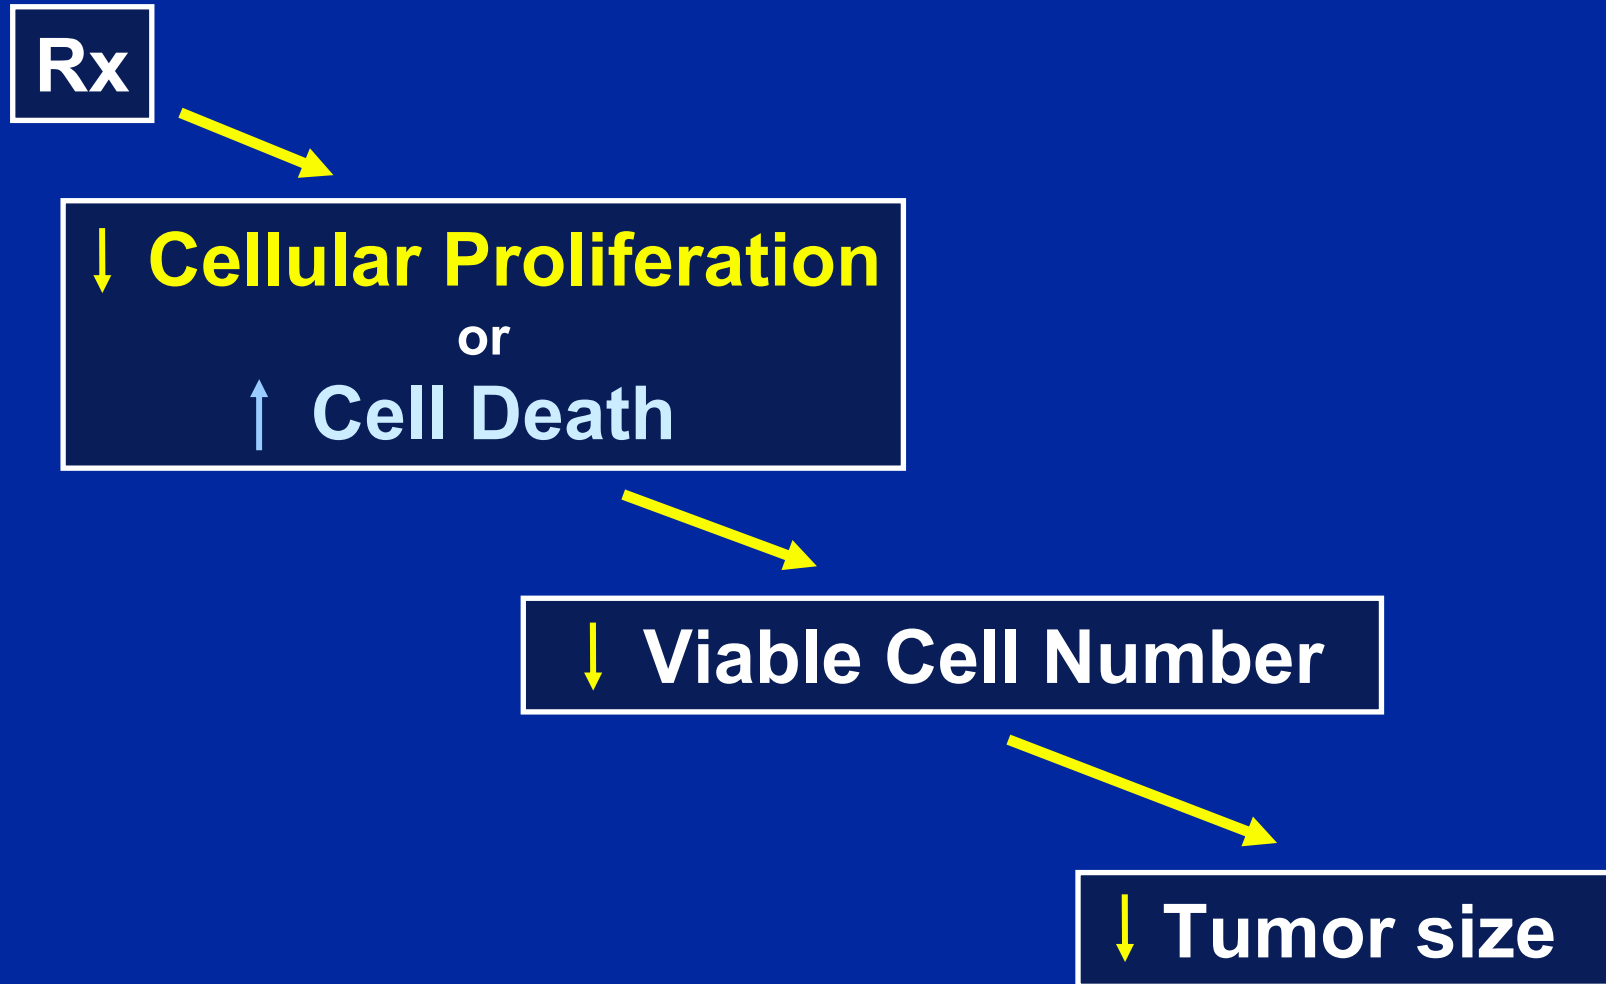 Rx
↓ Cellular Proliferation
or
↑ Cell Death
↓ Viable Cell Number
↓ Tumor size